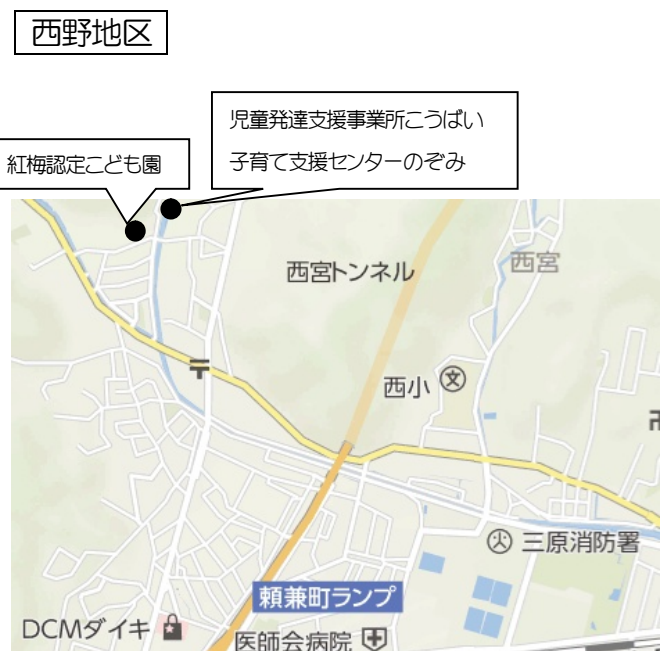 西野地区
児童発達支援事業所こうばい
子育て支援センターのぞみ
紅梅認定こども園
西宮トンネル
西宮
西小
文
火
三原消防署
頼兼町ランプ
DCMダイキ
医師会病院